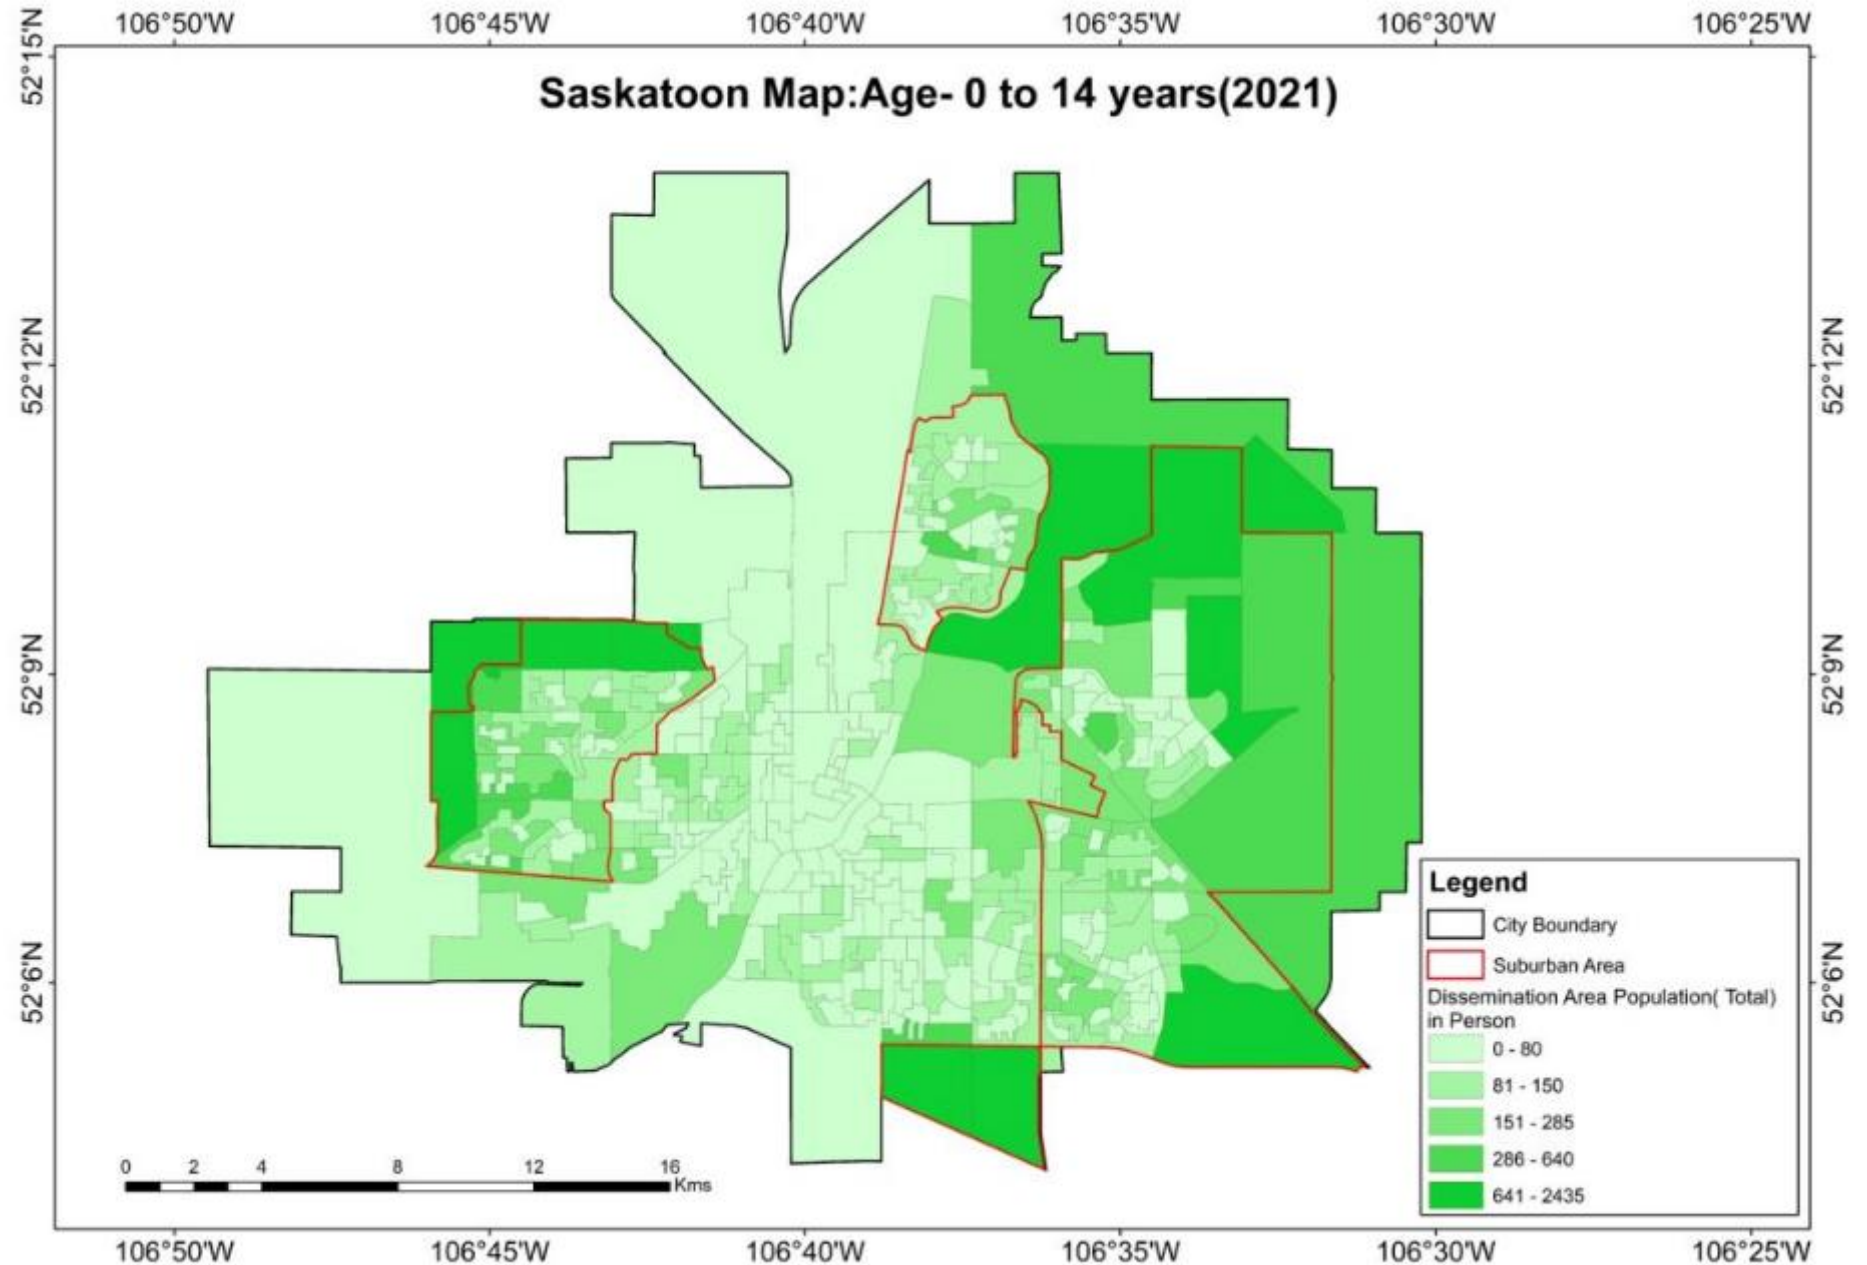 106°50'W 106°45'W 106°40'W 106°35'W 106°30'W 106°25'W
52°15'N
Saskatoon Map:Age- 0 to 14 years(2021)
52°12'N 52°12'N
52°9'N 52°9'N
52°6'N 52°6'N
Legend
City Boundary
Suburban Area
Dissemination Area Population( Total)
in Person
0 - 80
81 - 150
151 - 285
286 - 640
641 - 2435
0 2 4 8 12 16
Kms
106°50'W 106°45'W 106°40'W 106°35'W 106°30'W 106°25'W